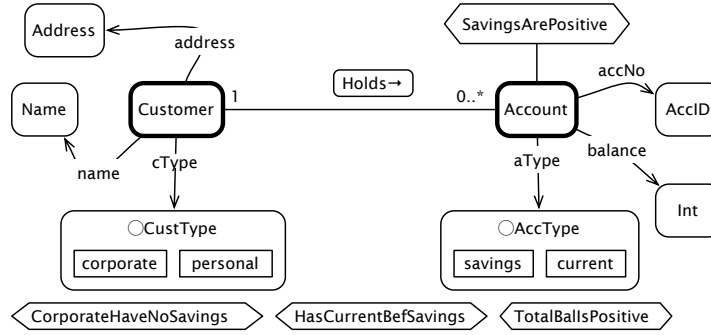 Address
SavingsArePositive
address
accNo
Holds→
Name
Customer
1
0..*
Account
AccID
name
cType
aType
balance
Int
CustType
corporate personal
AccType
savings current
CorporateHaveNoSavings
HasCurrentBefSavings
TotalBalIsPositive